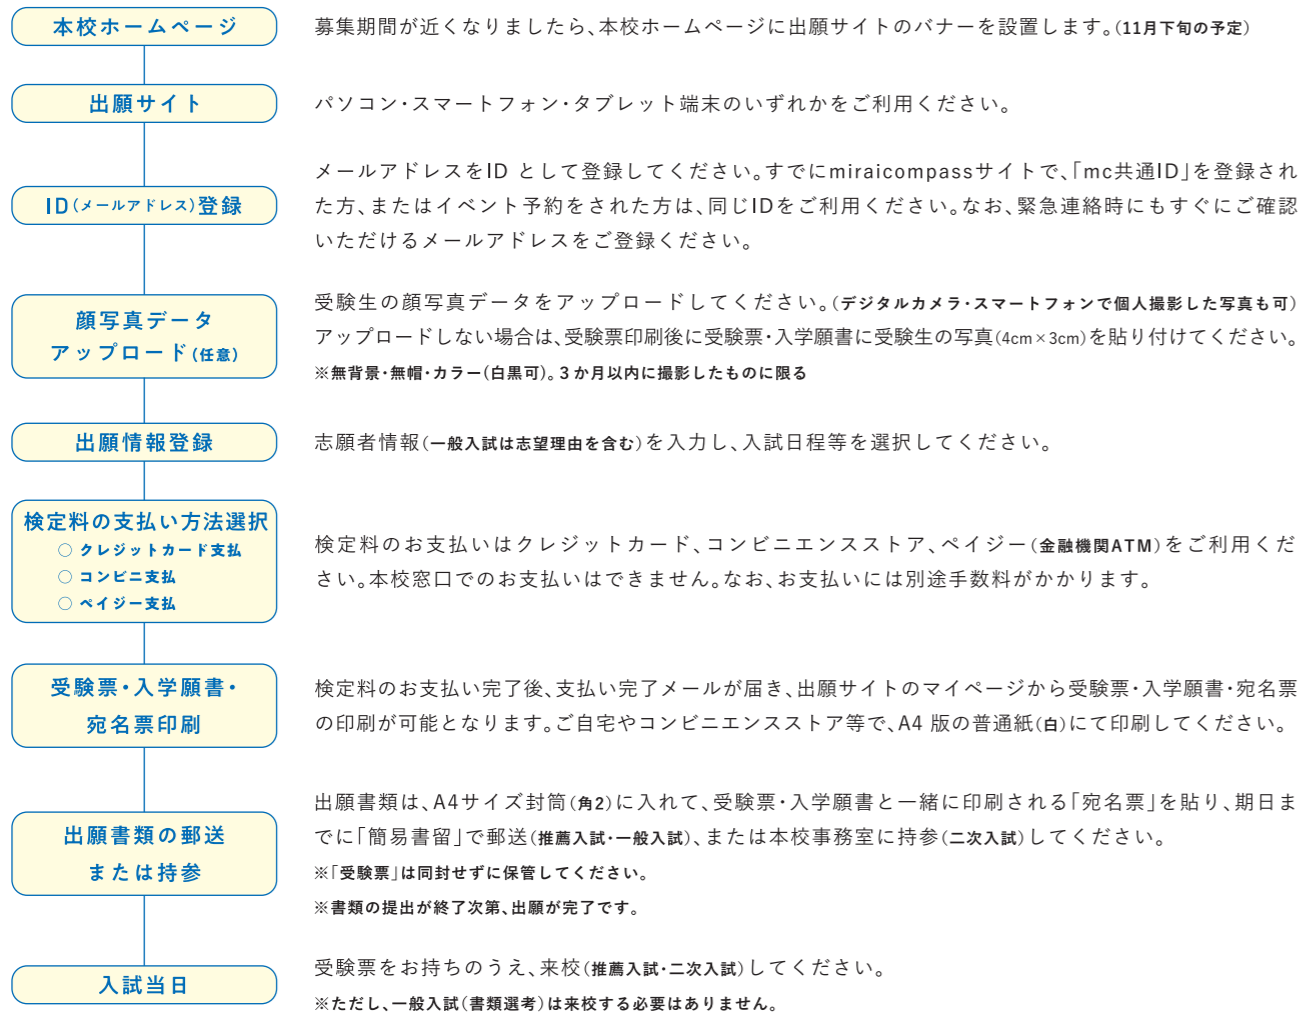 本校ホームページ
募集期間が近くなりましたら、本校ホームページに出願サイトのバナーを設置します。(11月下旬の予定)
出願サイト
パソコン・スマートフォン・タブレット端末のいずれかをご利用ください。
ID(メールアドレス)登録
メールアドレスをID として登録してください。すでにmiraicompassサイトで、「mc共通ID」を登録され
た方、またはイベント予約をされた方は、同じIDをご利用ください。なお、緊急連絡時にもすぐにご確認
いただけるメールアドレスをご登録ください。
顔写真データ
アップロード(任意)
受験生の顔写真データをアップロードしてください。(デジタルカメラ・スマートフォンで個人撮影した写真も可)
アップロードしない場合は、受験票印刷後に受験票・入学願書に受験生の写真(4cm×3cm)を貼り付けてください。
※無背景・無帽・カラー(白黒可)。3か月以内に撮影したものに限る
出願情報登録
志願者情報(一般入試は志望理由を含む)を入力し、入試日程等を選択してください。
検定料の支払い方法選択
○ クレジットカード支払
○ コンビニ支払
○ ペイジー支払
検定料のお支払いはクレジットカード、コンビニエンスストア、ペイジー(金融機関ATM)をご利用くだ
さい。本校窓口でのお支払いはできません。なお、お支払いには別途手数料がかかります。
受験票・入学願書・
宛名票印刷
検定料のお支払い完了後、支払い完了メールが届き、出願サイトのマイページから受験票・入学願書・宛名票
の印刷が可能となります。ご自宅やコンビニエンスストア等で、A4 版の普通紙(白)にて印刷してください。
出願書類の郵送
または持参
出願書類は、A4サイズ封筒(角2)に入れて、受験票・入学願書と一緒に印刷される「宛名票」を貼り、期日ま
でに「簡易書留」で郵送(推薦入試・一般入試)、または本校事務室に持参(二次入試)してください。
※「受験票」は同封せずに保管してください。
※書類の提出が終了次第、出願が完了です。
入試当日
受験票をお持ちのうえ、来校(推薦入試・二次入試)してください。
※ただし、一般入試(書類選考)は来校する必要はありません。